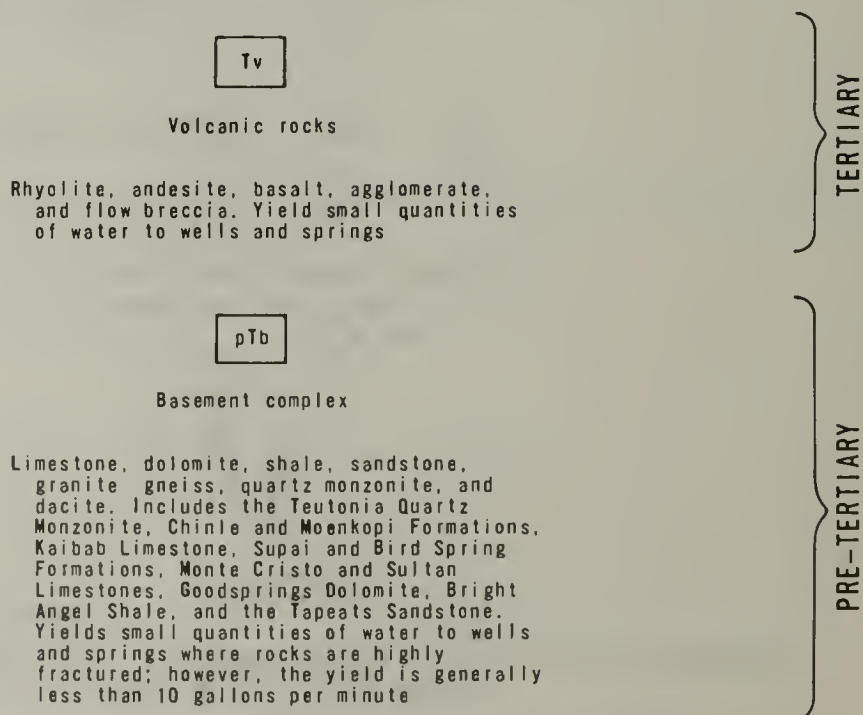 Tv
Volcanic rocks
Rhyolite, andesite, basalt, agglomerate,
and flow breccia. Yield small quantities
of water to wells and springs
TERTIARY
pTb
Basement complex
Limestone, dolomite, shale, sandstone,
granite gneiss, quartz monzonite, and
dacite. Includes the Teutonia Quartz
Monzonite, Chinle and Moenkopi Formations,
Kaibab Limestone, Supai and Bird Spring
Formations, Monte Cristo and Sultan
Limestones, Goodsprings Dolomite, Bright
Angel Shale, and the Tapeats Sandstone.
Yields small quantities of water to wells
and springs where rocks are highly
fractured; however, the yield is generally
less than 10 gallons per minute
PRE-TERTIARY